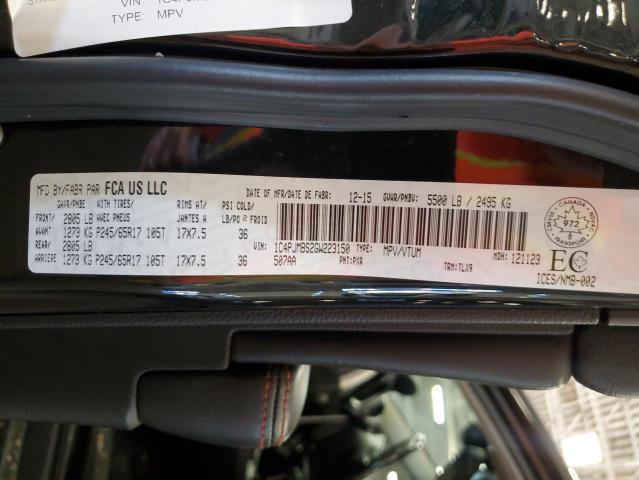 TYPE: MPV
MFD BY/FABR PAR FCA US LLC
DATE OF MFR/DATE DE FABR: 12-15 GVWR/PNBV: 5500 LB / 2495 KG
GAWR/PNBE WITH TIRES/ RIMS AT/ PSI COLD/
FRONT/ 2805 LB AVEC PNEUS JANTES A LB/PO 2 FROID
AVANT 1273 KG P245/65R17 105T 17X7.5 36
REAR/ 2805 LB
ARRIERE 1273 KG P245/65R17 105T 17X7.5 36
VIN: 1C4PJMBS2GW223150 TYPE: MPV/VTUM
507AA PNT:PXR TRM:TLX9 MDH: 121123
CANADA
972
TRANSPORT
EC
ICES/NMB-002